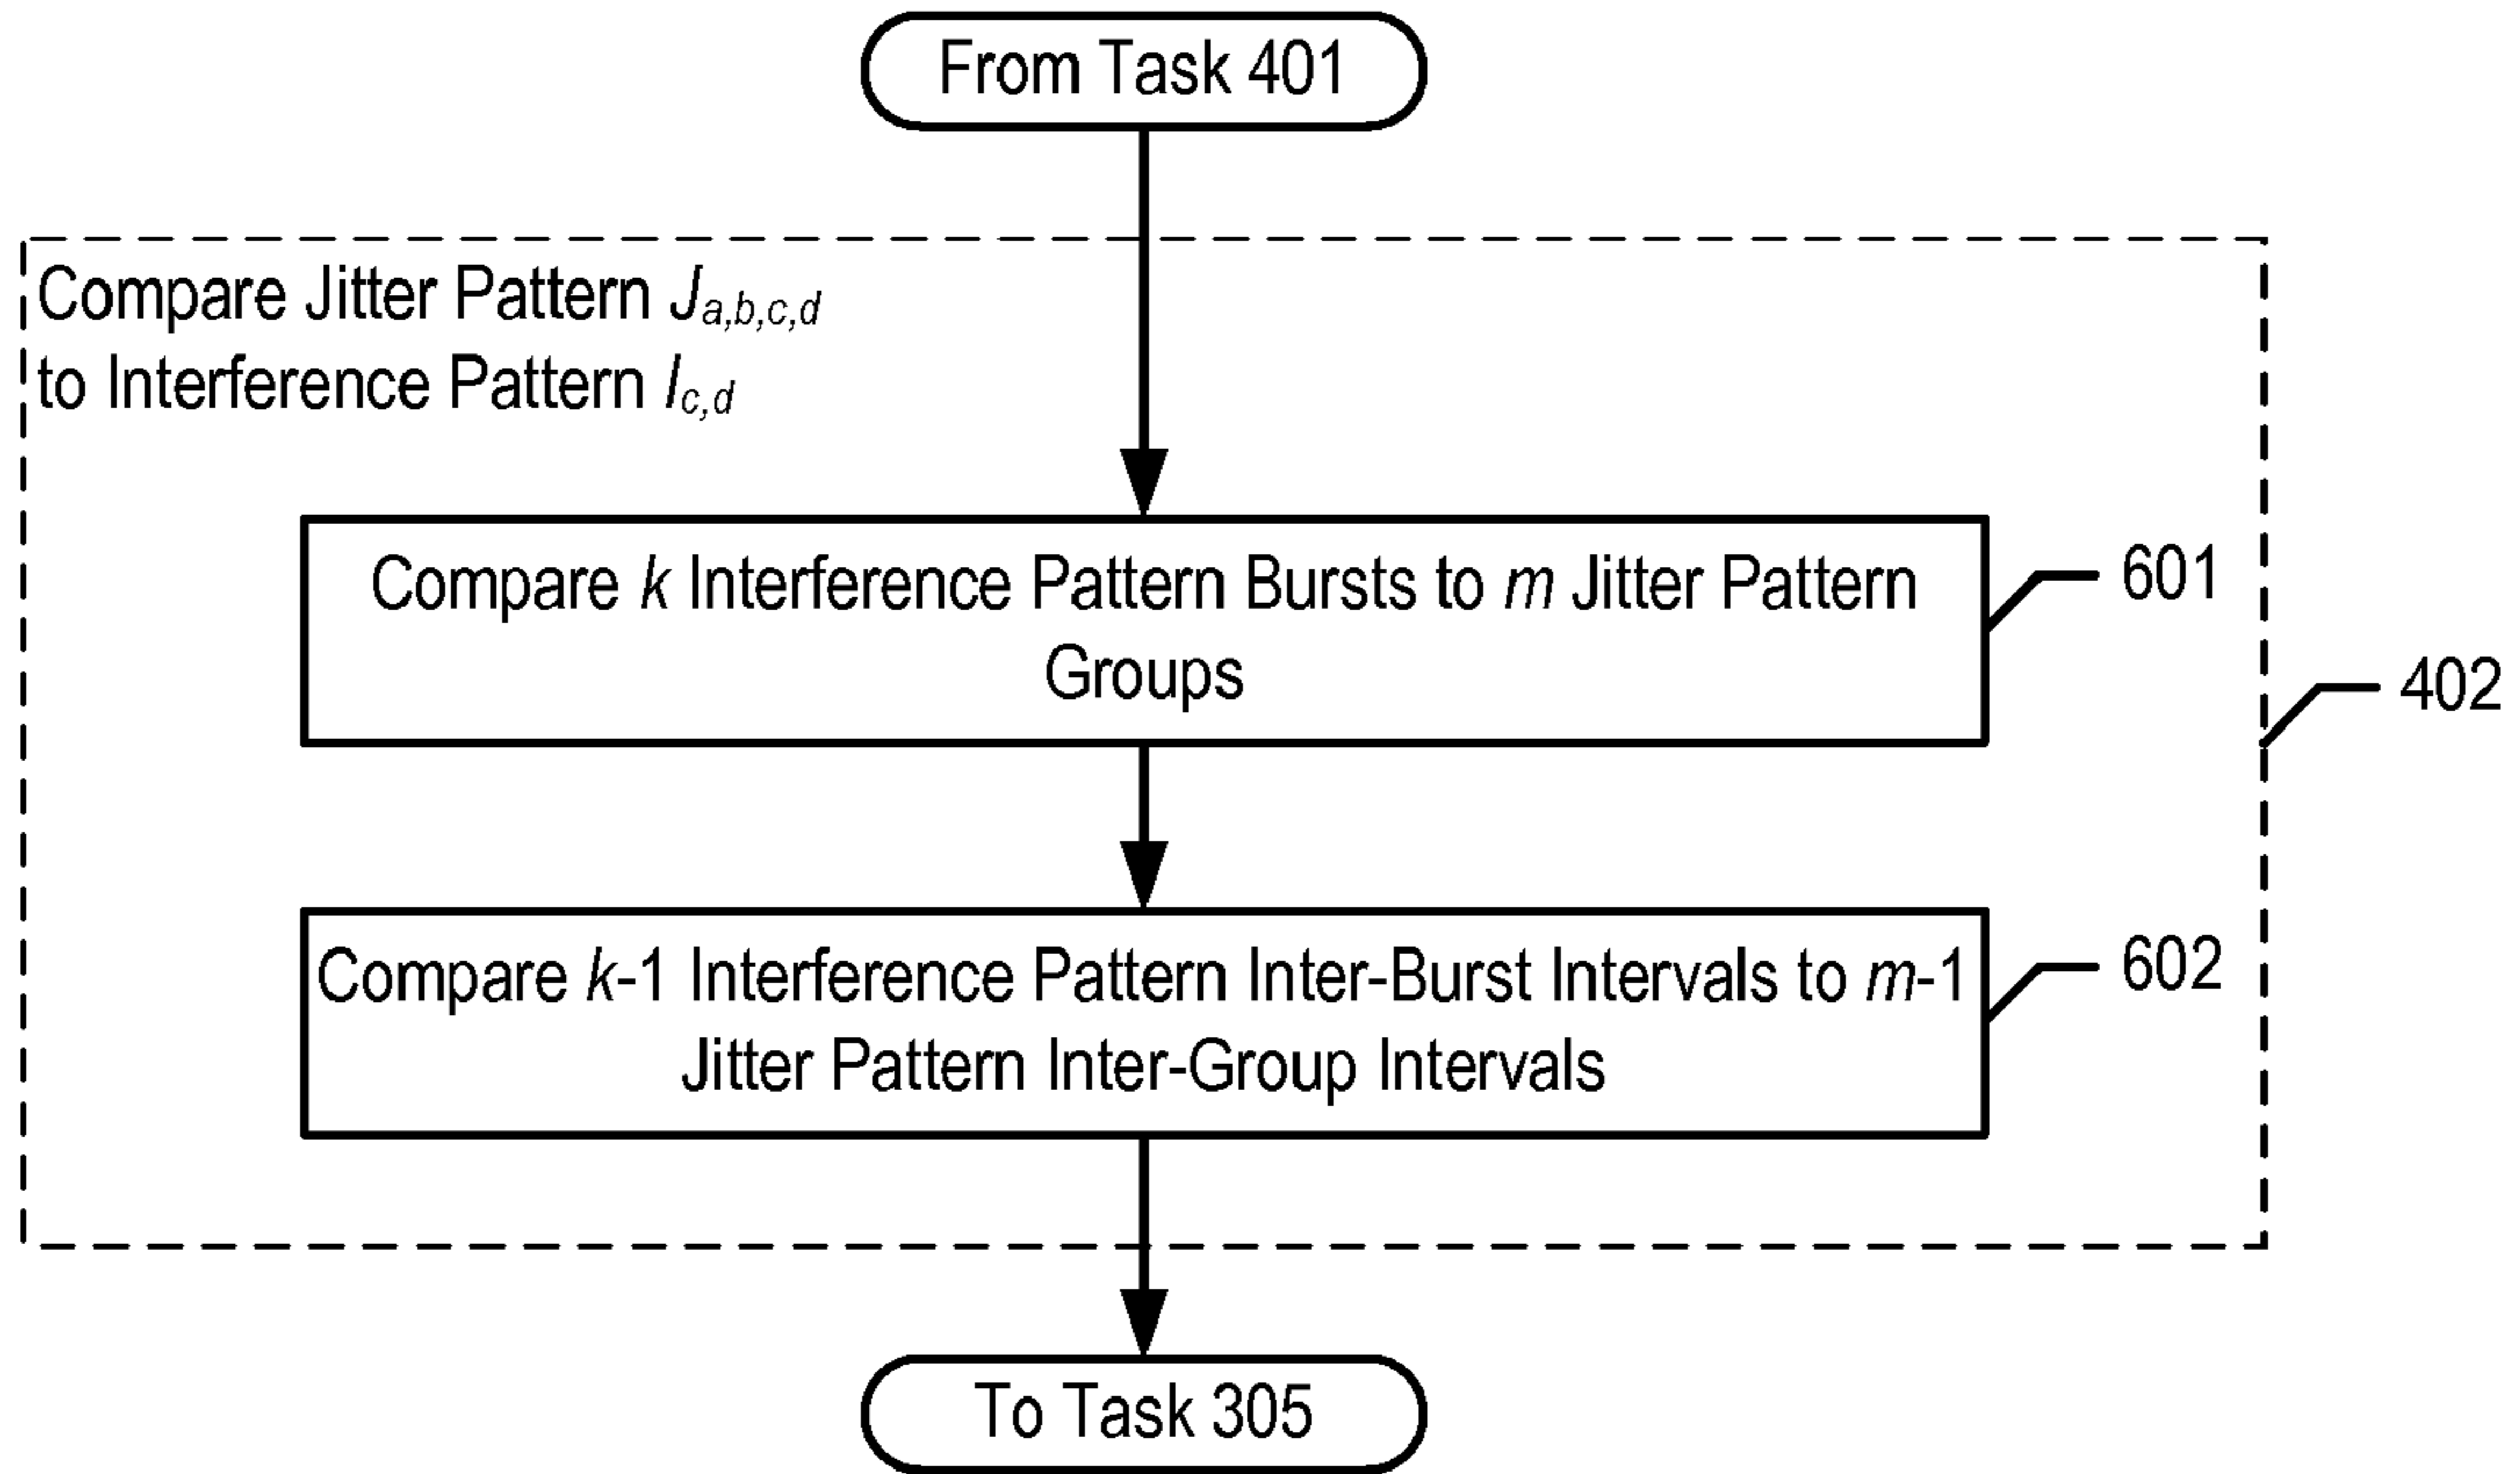 From Task 401
Compare Jitter Pattern Ja,b,c,d
to Interference Pattern Ic,d
Compare k Interference Pattern Bursts to m Jitter Pattern
Groups
601
402
Compare k-1 Interference Pattern Inter-Burst Intervals to m-1
Jitter Pattern Inter-Group Intervals
602
To Task 305